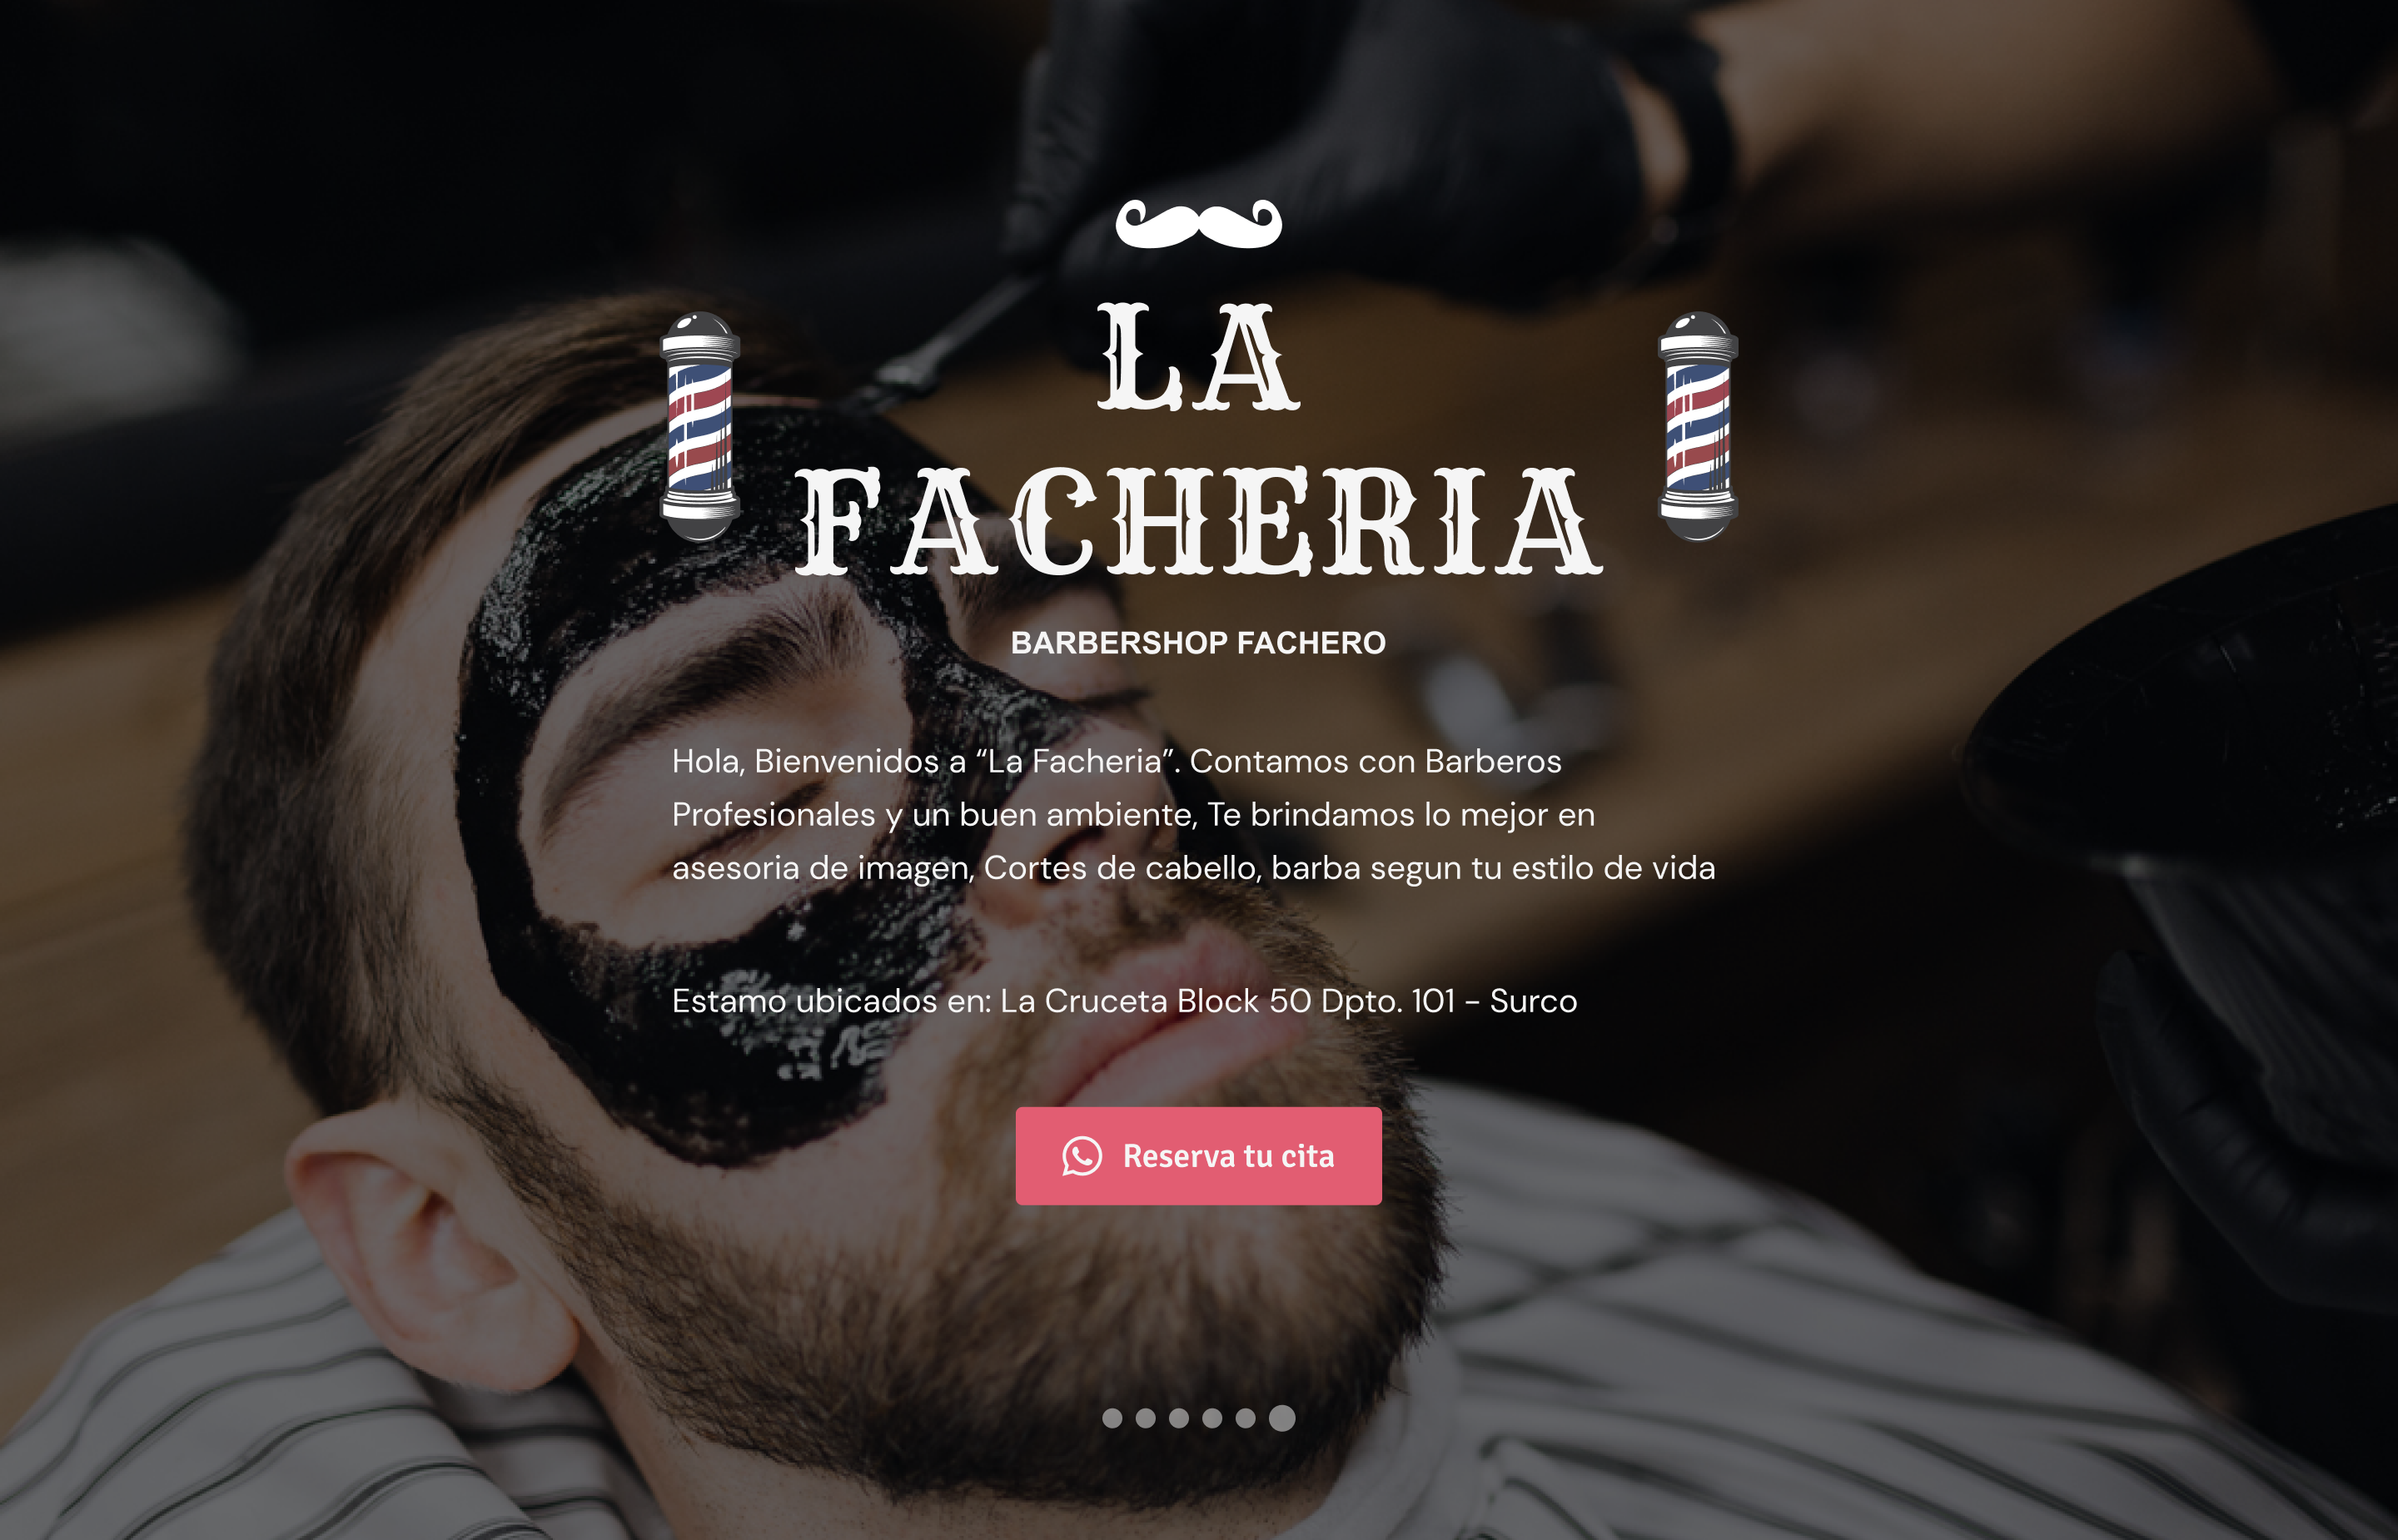 LA
FACHERIA
BARBERSHOP FACHERO
Hola, Bienvenidos a “La Facheria”. Contamos con Barberos
Profesionales y un buen ambiente, Te brindamos lo mejor en
asesoria de imagen, Cortes de cabello, barba segun tu estilo de vida
Estamo ubicados en: La Cruceta Block 50 Dpto. 101 - Surco
Reserva tu cita